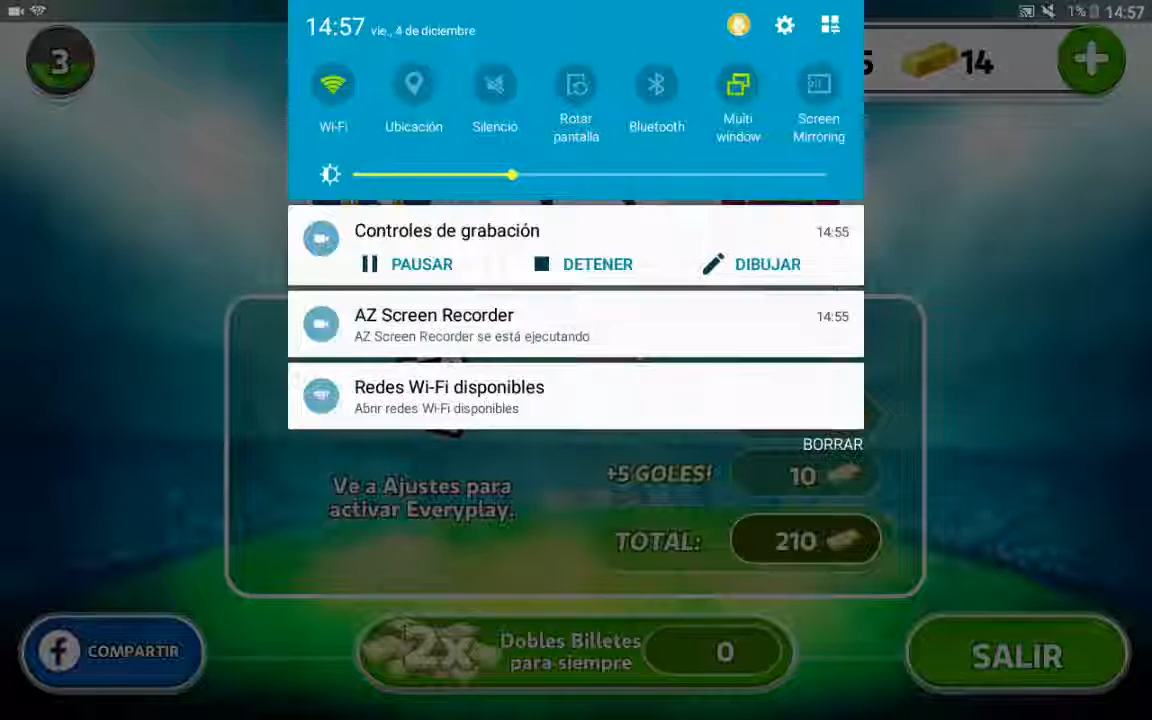 1% 14:57
14:57 vie., 4 de diciembre
3
5 14
Wi-Fi
Ubicación
Silencio
Rotar
pantalla
Bluetooth
Multi
window
Screen
Mirroring
Controles de grabación 14:55
PAUSAR DETENER DIBUJAR
AZ Screen Recorder 14:55
AZ Screen Recorder se está ejecutando
Redes Wi-Fi disponibles
Abrir redes Wi-Fi disponibles
BORRAR
+5 GOLES! 10
Ve a Ajustes para
activar Everyplay.
TOTAL: 210
f COMPARTIR
2X Dobles Billetes
para siempre 0
SALIR